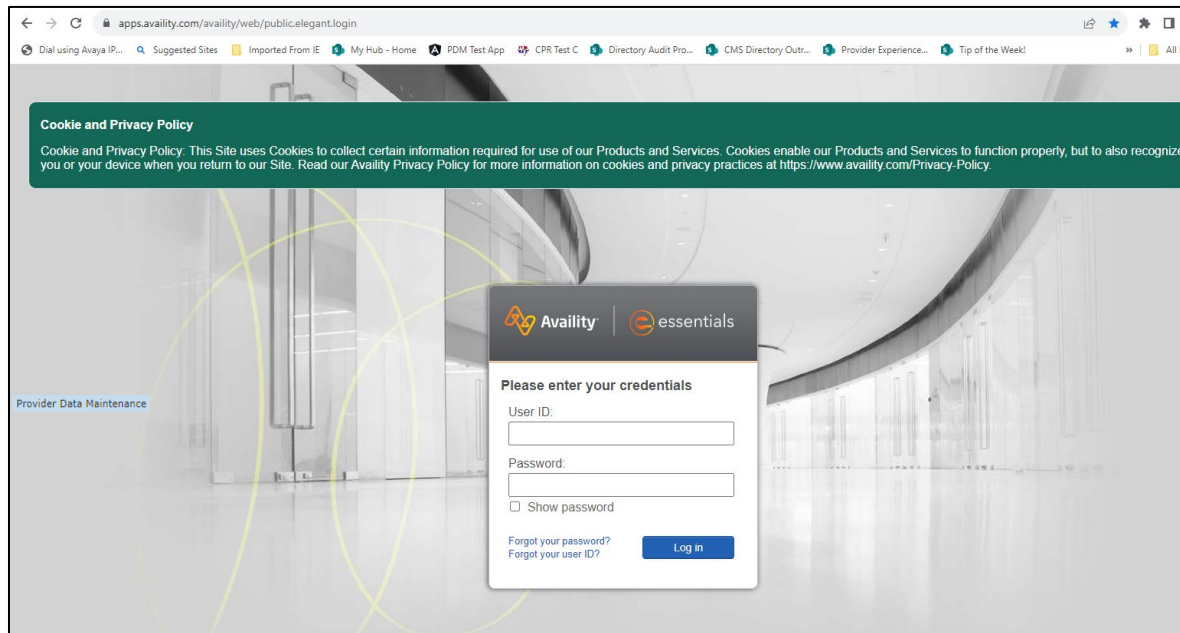 apps.availity.com/availity/web/public.elegant.login
Dial using Avaya IP... Suggested Sites Imported From IE My Hub - Home PDM Test App CPR Test C Directory Audit Pro... CMS Directory Outr... Provider Experience... Tip of the Week! » All
Cookie and Privacy Policy
Cookie and Privacy Policy: This Site uses Cookies to collect certain information required for use of our Products and Services. Cookies enable our Products and Services to function properly, but to also recognize
you or your device when you return to our Site. Read our Availity Privacy Policy for more information on cookies and privacy practices at https://www.availity.com/Privacy-Policy.
Availity e essentials
Please enter your credentials
User ID:
Provider Data Maintenance
Password:
Show password
Forgot your password?
Forgot your user ID?
Log in